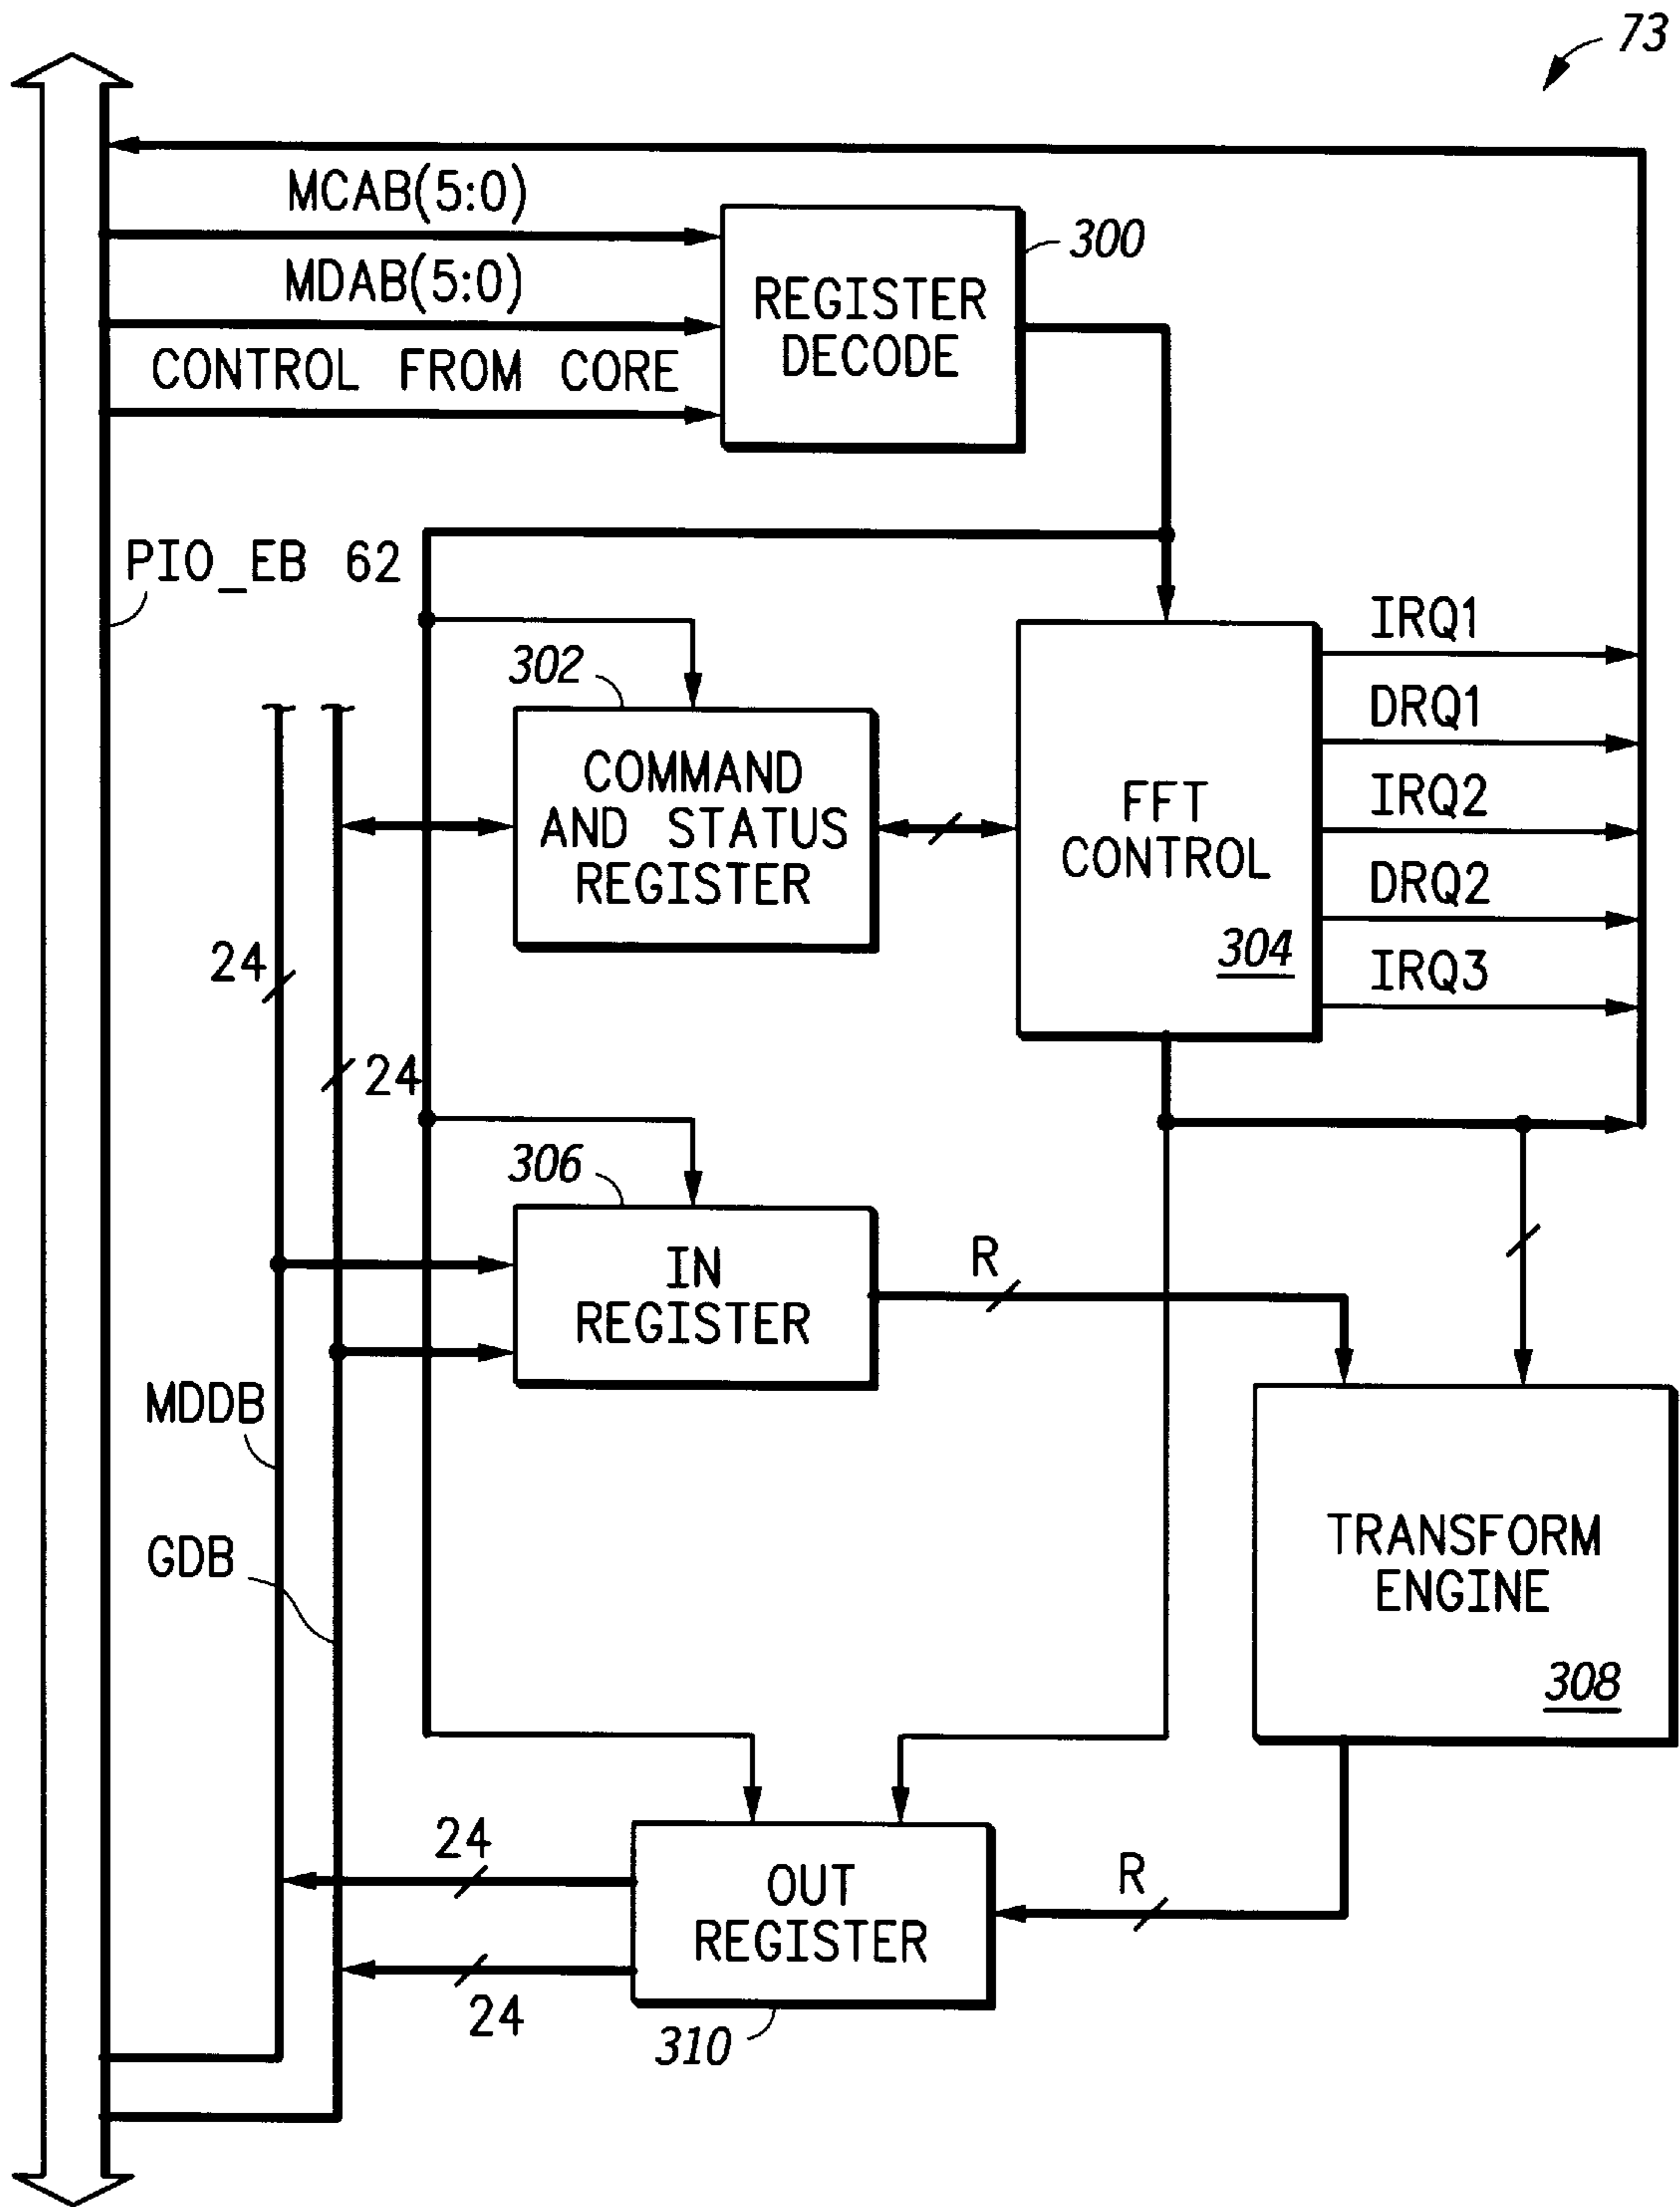 73
MCAB(5:0)
MDAB(5:0)
CONTROL FROM CORE
REGISTER
DECODE
300
PIO_EB 62
302
COMMAND
AND STATUS
REGISTER
FFT
CONTROL
304
IRQ1
DRQ1
IRQ2
DRQ2
IRQ3
24
24
306
IN
REGISTER
R
MDDB
GDB
TRANSFORM
ENGINE
308
24
OUT
REGISTER
R
24
310